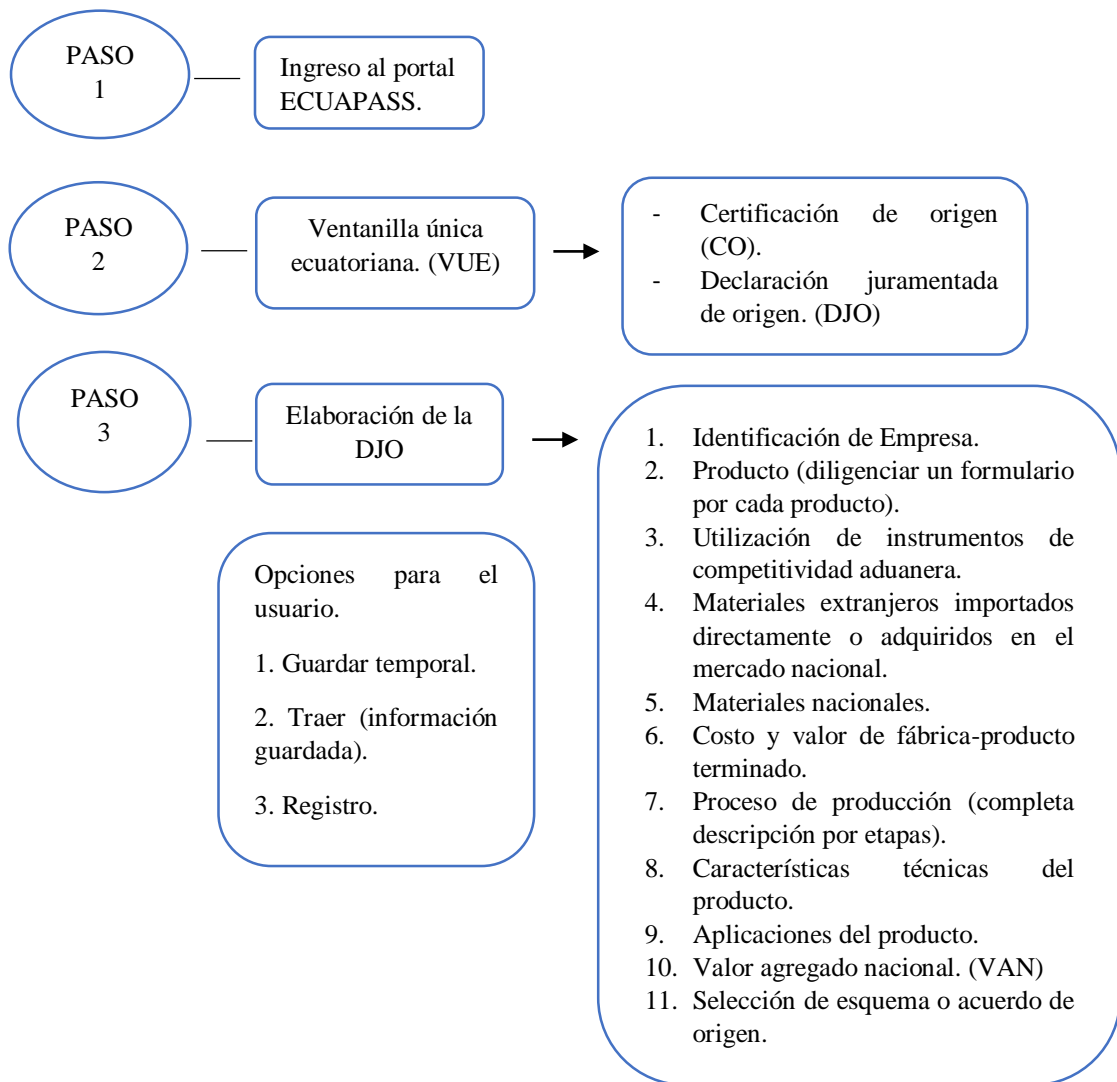 PASO
1
Ingreso al portal
ECUAPASS.
PASO
2
Ventanilla única
ecuatoriana. (VUE)
- Certificación de origen
(CO).
- Declaración juramentada
de origen. (DJO)
PASO
3
Elaboración de la
DJO
Opciones para el
usuario.
1. Guardar temporal.
2. Traer (información
guardada).
3. Registro.
1. Identificación de Empresa.
2. Producto (diligenciar un formulario
por cada producto).
3. Utilización de instrumentos de
competitividad aduanera.
4. Materiales extranjeros importados
directamente o adquiridos en el
mercado nacional.
5. Materiales nacionales.
6. Costo y valor de fábrica-producto
terminado.
7. Proceso de producción (completa
descripción por etapas).
8. Características técnicas del
producto.
9. Aplicaciones del producto.
10. Valor agregado nacional. (VAN)
11. Selección de esquema o acuerdo de
origen.